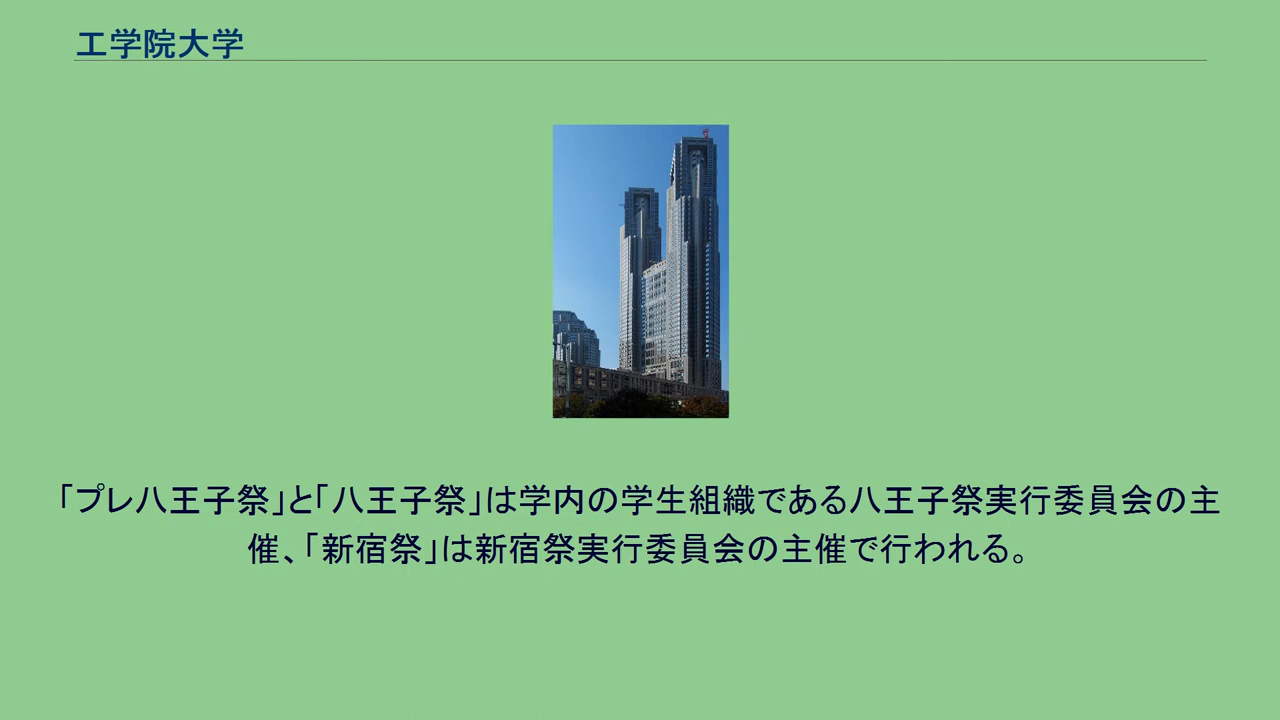 工学院大学
「プレ八王子祭」と「八王子祭」は学内の学生組織である八王子祭実行委員会の主
催、「新宿祭」は新宿祭実行委員会の主催で行われる。